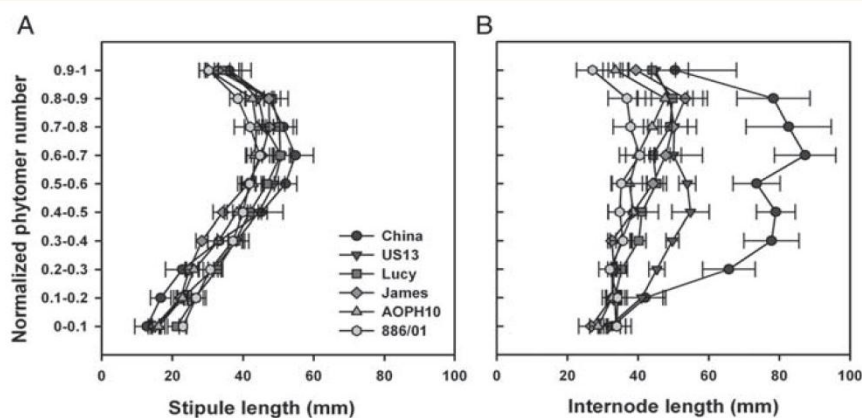 A
B
Normalized phytomer number
0.9-1
0.8-0.9
0.7-0.8
0.6-0.7
0.5-0.6
0.4-0.5
0.3-0.4
0.2-0.3
0.1-0.2
0-0.1
China
US13
Lucy
James
AOPH10
886/01
0 20 40 60 80 100
Stipule length (mm)
0 20 40 60 80 100
Internode length (mm)